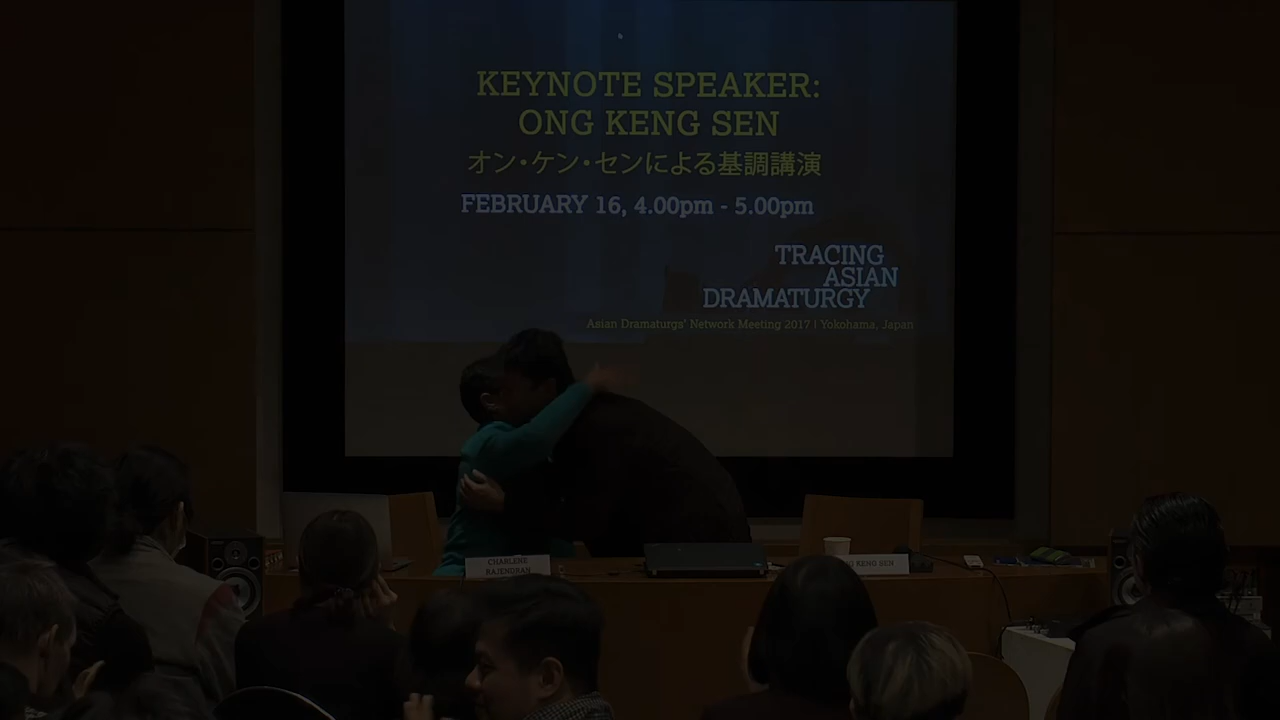 KEYNOTE SPEAKER:
ONG KENG SEN
オン・ケン・センによる基調講演
FEBRUARY 16, 4.00pm - 5.00pm
TRACING
ASIAN
DRAMATURGY
Asian Dramaturgs' Network Meeting 2017 | Yokohama, Japan
CHARLENE
RAJENDRAN
NG KENG SEN